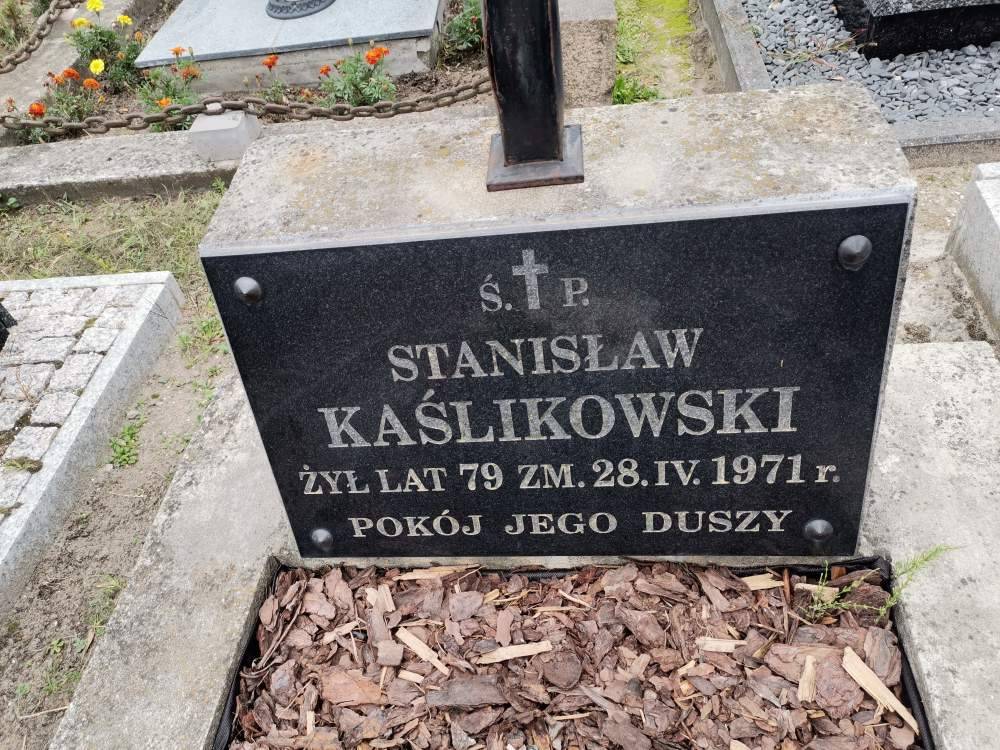 Ś. P.
STANISŁAW
KAŚLIKOWSKI
ŻYŁ LAT 79 ZM. 28.IV.1971 r.
POKÓJ JEGO DUSZY